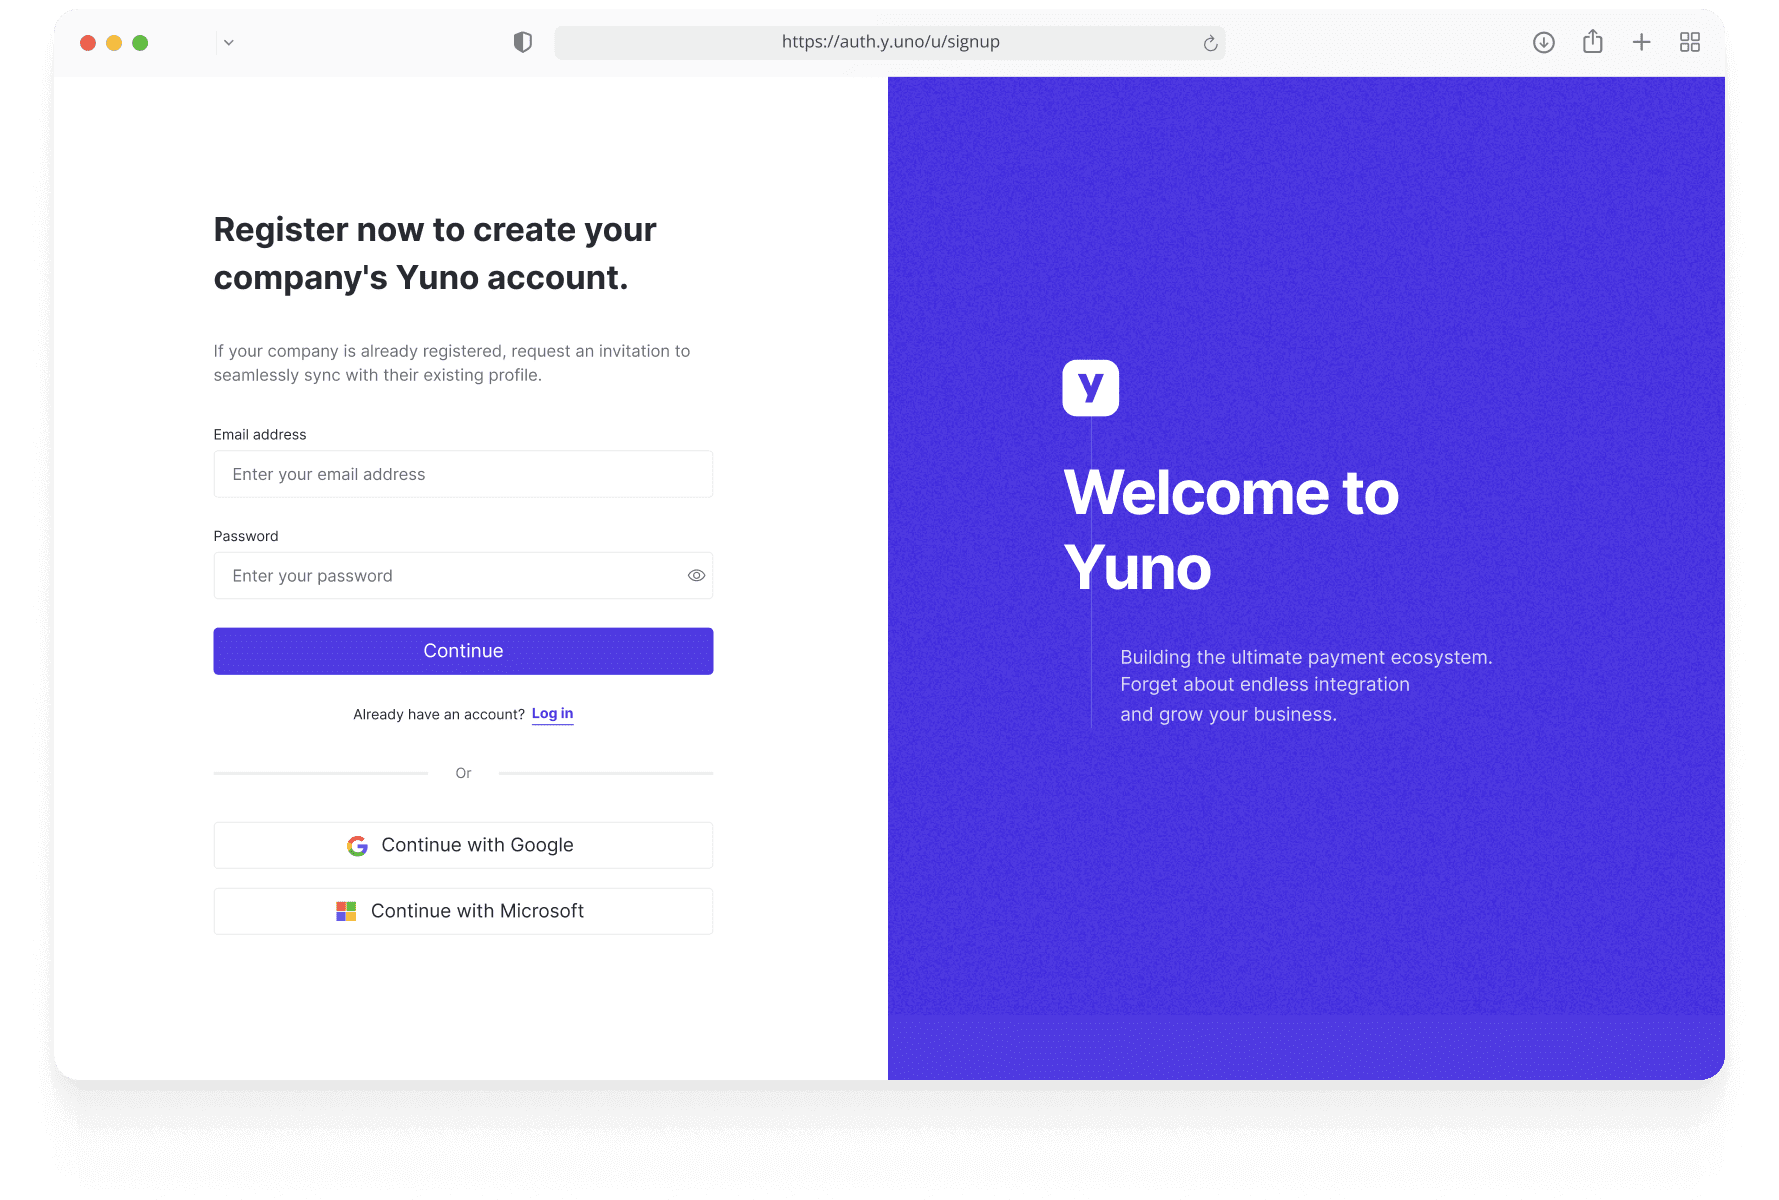 https://auth.y.uno/u/signup
Register now to create your
company's Yuno account.
If your company is already registered, request an invitation to
seamlessly sync with their existing profile.
Email address
Enter your email address
Password
Enter your password
Continue
Already have an account? Log in
Or
Continue with Google
Continue with Microsoft
y
Welcome to
Yuno
Building the ultimate payment ecosystem.
Forget about endless integration
and grow your business.